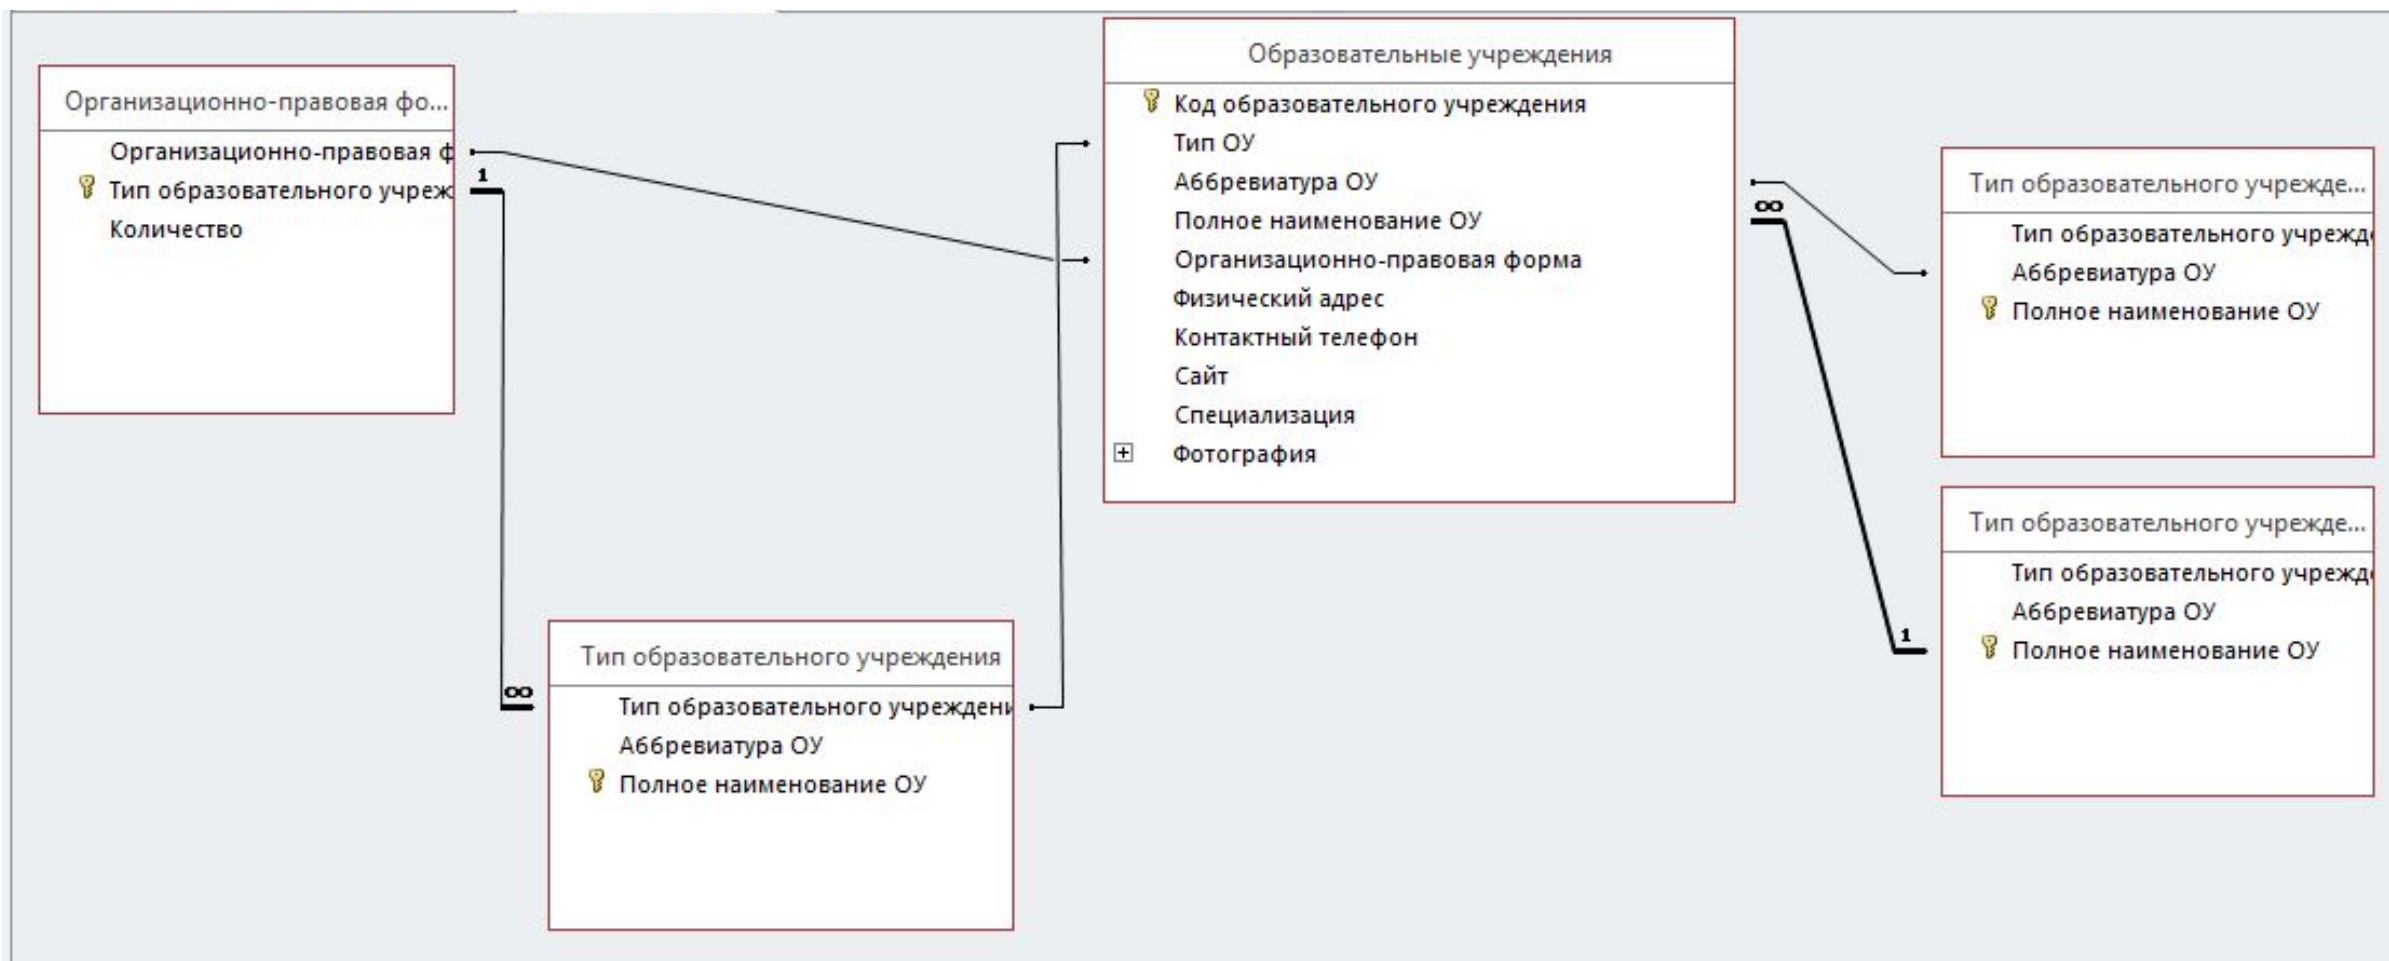 Организационно-правовая фо...
Организационно-правовая ф
Тип образовательного учреж
Количество
1
∞
Тип образовательного учреждения
Тип образовательного учреждени
Аббревиатура ОУ
Полное наименование ОУ
Образовательные учреждения
Код образовательного учреждения
Тип ОУ
Аббревиатура ОУ
Полное наименование ОУ
Организационно-правовая форма
Физический адрес
Контактный телефон
Сайт
Специализация
Фотография
∞
1
Тип образовательного учрежде...
Тип образовательного учрежд
Аббревиатура ОУ
Полное наименование ОУ
Тип образовательного учрежде...
Тип образовательного учрежд
Аббревиатура ОУ
Полное наименование ОУ